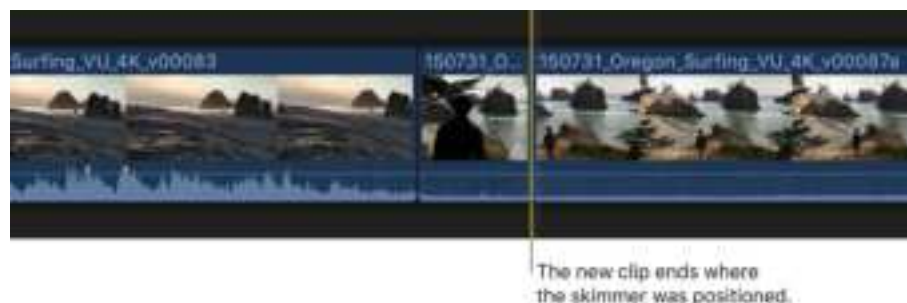 Surfing_VU_4K_v00083
150731_O...
150731_Oregon_Surfing_VU_4K_v00087a
The new clip ends where
the skimmer was positioned.